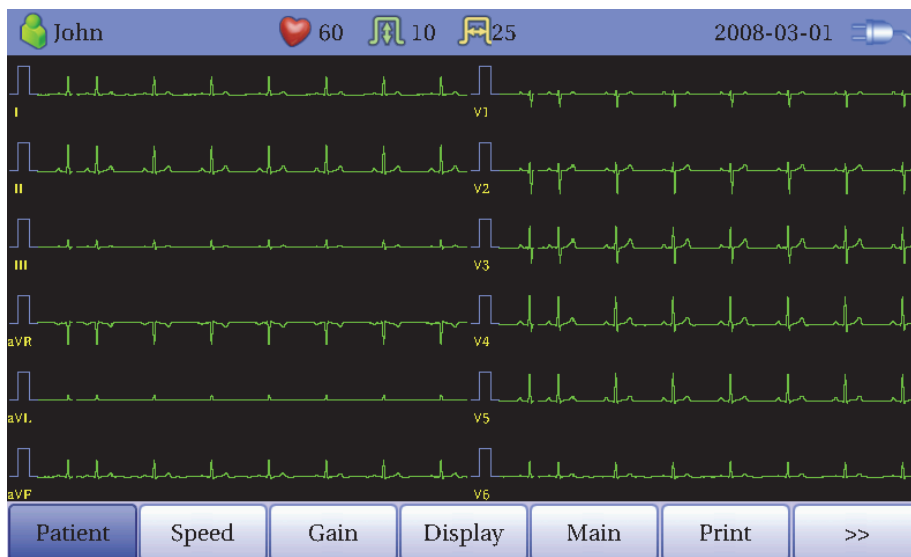 John 60 10 25 2008-03-01
I V1
II V2
III V3
aVR V4
aVL V5
aVF V6
Patient Speed Gain Display Main Print >>